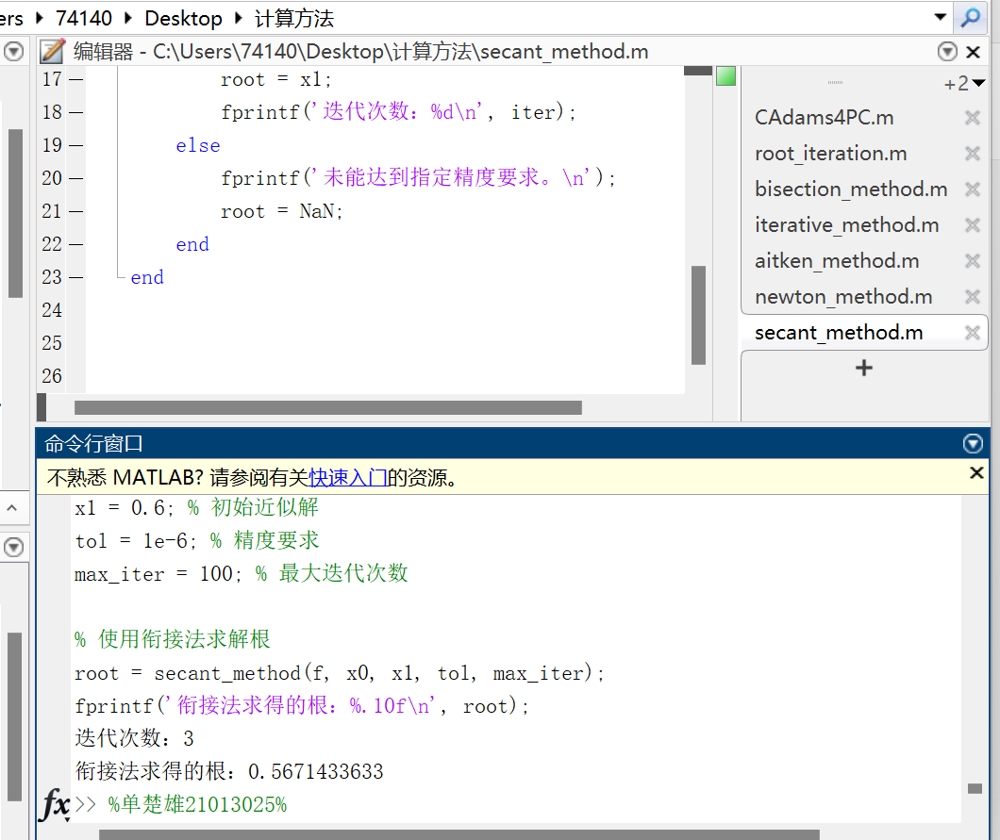 ers ▸ 74140 ▸ Desktop ▸ 计算方法
编辑器 - C:\Users\74140\Desktop\计算方法\secant_method.m
17 — root = x1;
18 — fprintf('迭代次数：%d\n', iter);
19 — else
20 — fprintf('未能达到指定精度要求。\n');
21 — root = NaN;
22 — end
23 — end
24
25
26
+2
CAdams4PC.m
root_iteration.m
bisection_method.m
iterative_method.m
aitken_method.m
newton_method.m
secant_method.m
命令行窗口
不熟悉 MATLAB? 请参阅有关快速入门的资源。
x1 = 0.6; % 初始近似解
tol = 1e-6; % 精度要求
max_iter = 100; % 最大迭代次数
% 使用衔接法求解根
root = secant_method(f, x0, x1, tol, max_iter);
fprintf('衔接法求得的根：%.10f\n', root);
迭代次数：3
衔接法求得的根：0.5671433633
fx >> %单楚雄21013025%